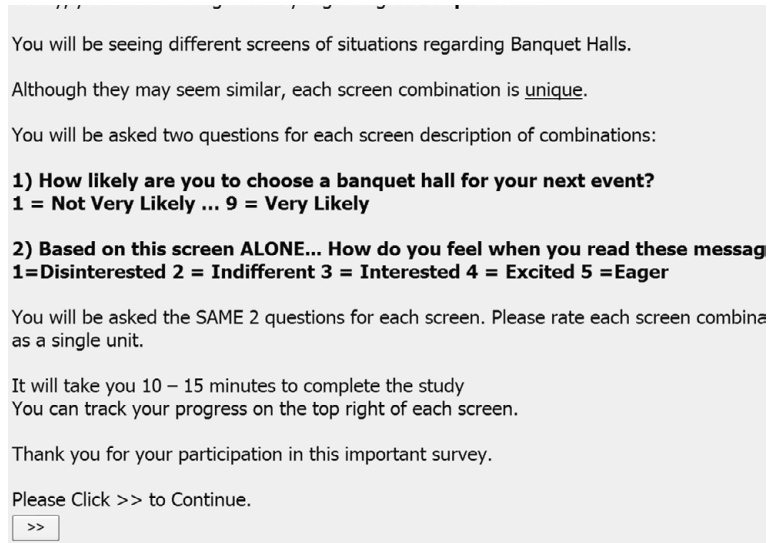 You will be seeing different screens of situations regarding Banquet Halls.
Although they may seem similar, each screen combination is unique.
You will be asked two questions for each screen description of combinations:
1) How likely are you to choose a banquet hall for your next event?
1 = Not Very Likely ... 9 = Very Likely
2) Based on this screen ALONE... How do you feel when you read these messag
1=Disinterested 2 = Indifferent 3 = Interested 4 = Excited 5 =Eager
You will be asked the SAME 2 questions for each screen. Please rate each screen combina
as a single unit.
It will take you 10 – 15 minutes to complete the study
You can track your progress on the top right of each screen.
Thank you for your participation in this important survey.
Please Click >> to Continue.
>>